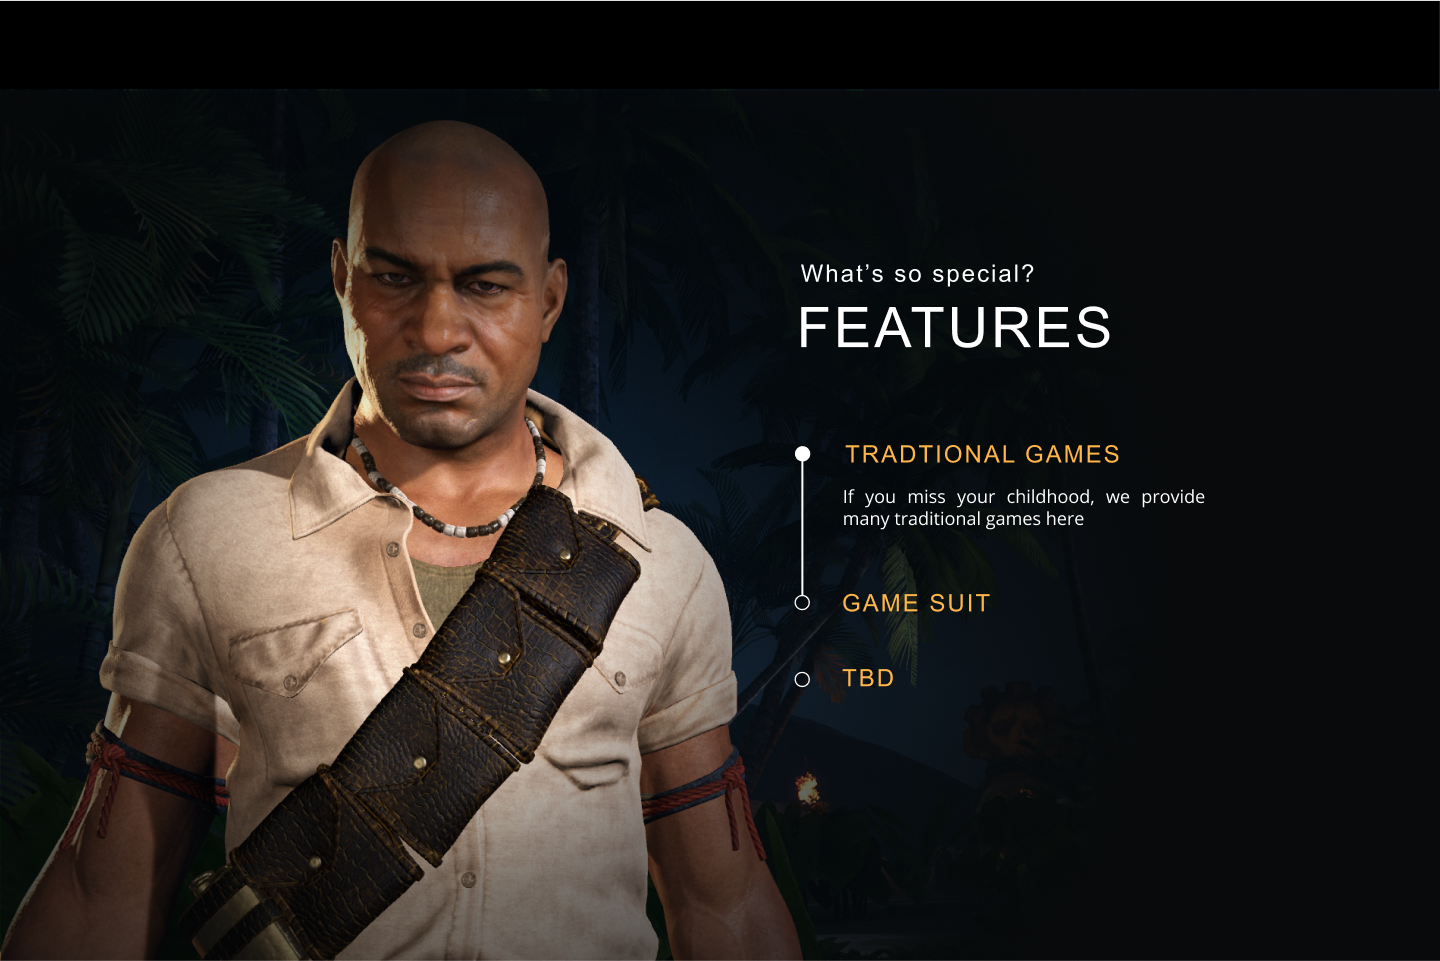 What’s so special?
FEATURES
TRADTIONAL GAMES
If you miss your childhood, we provide
many traditional games here
GAME SUIT
TBD